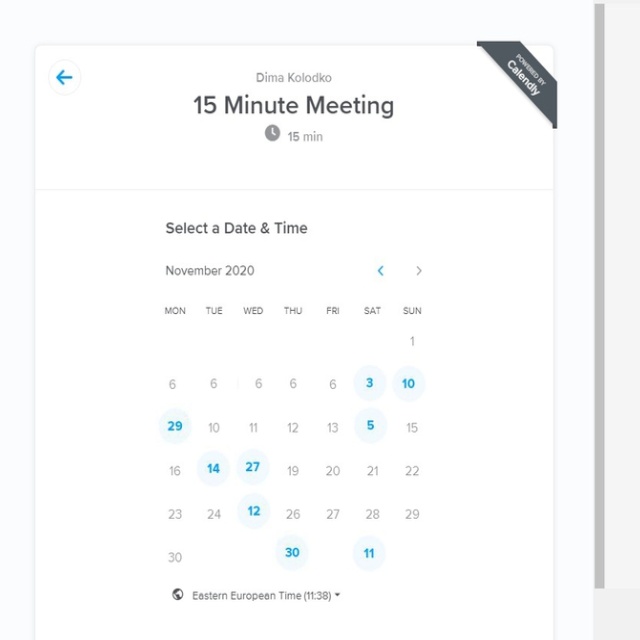 Dima Kolodko
POWERED BY
Calendly
15 Minute Meeting
15 min
Select a Date & Time
November 2020
MON TUE WED THU FRI SAT SUN
1
6 6 6 6 6 3 10
29 10 11 12 13 5 15
16 14 27 19 20 21 22
23 24 12 26 27 28 29
30 30 11
Eastern European Time (11:38)